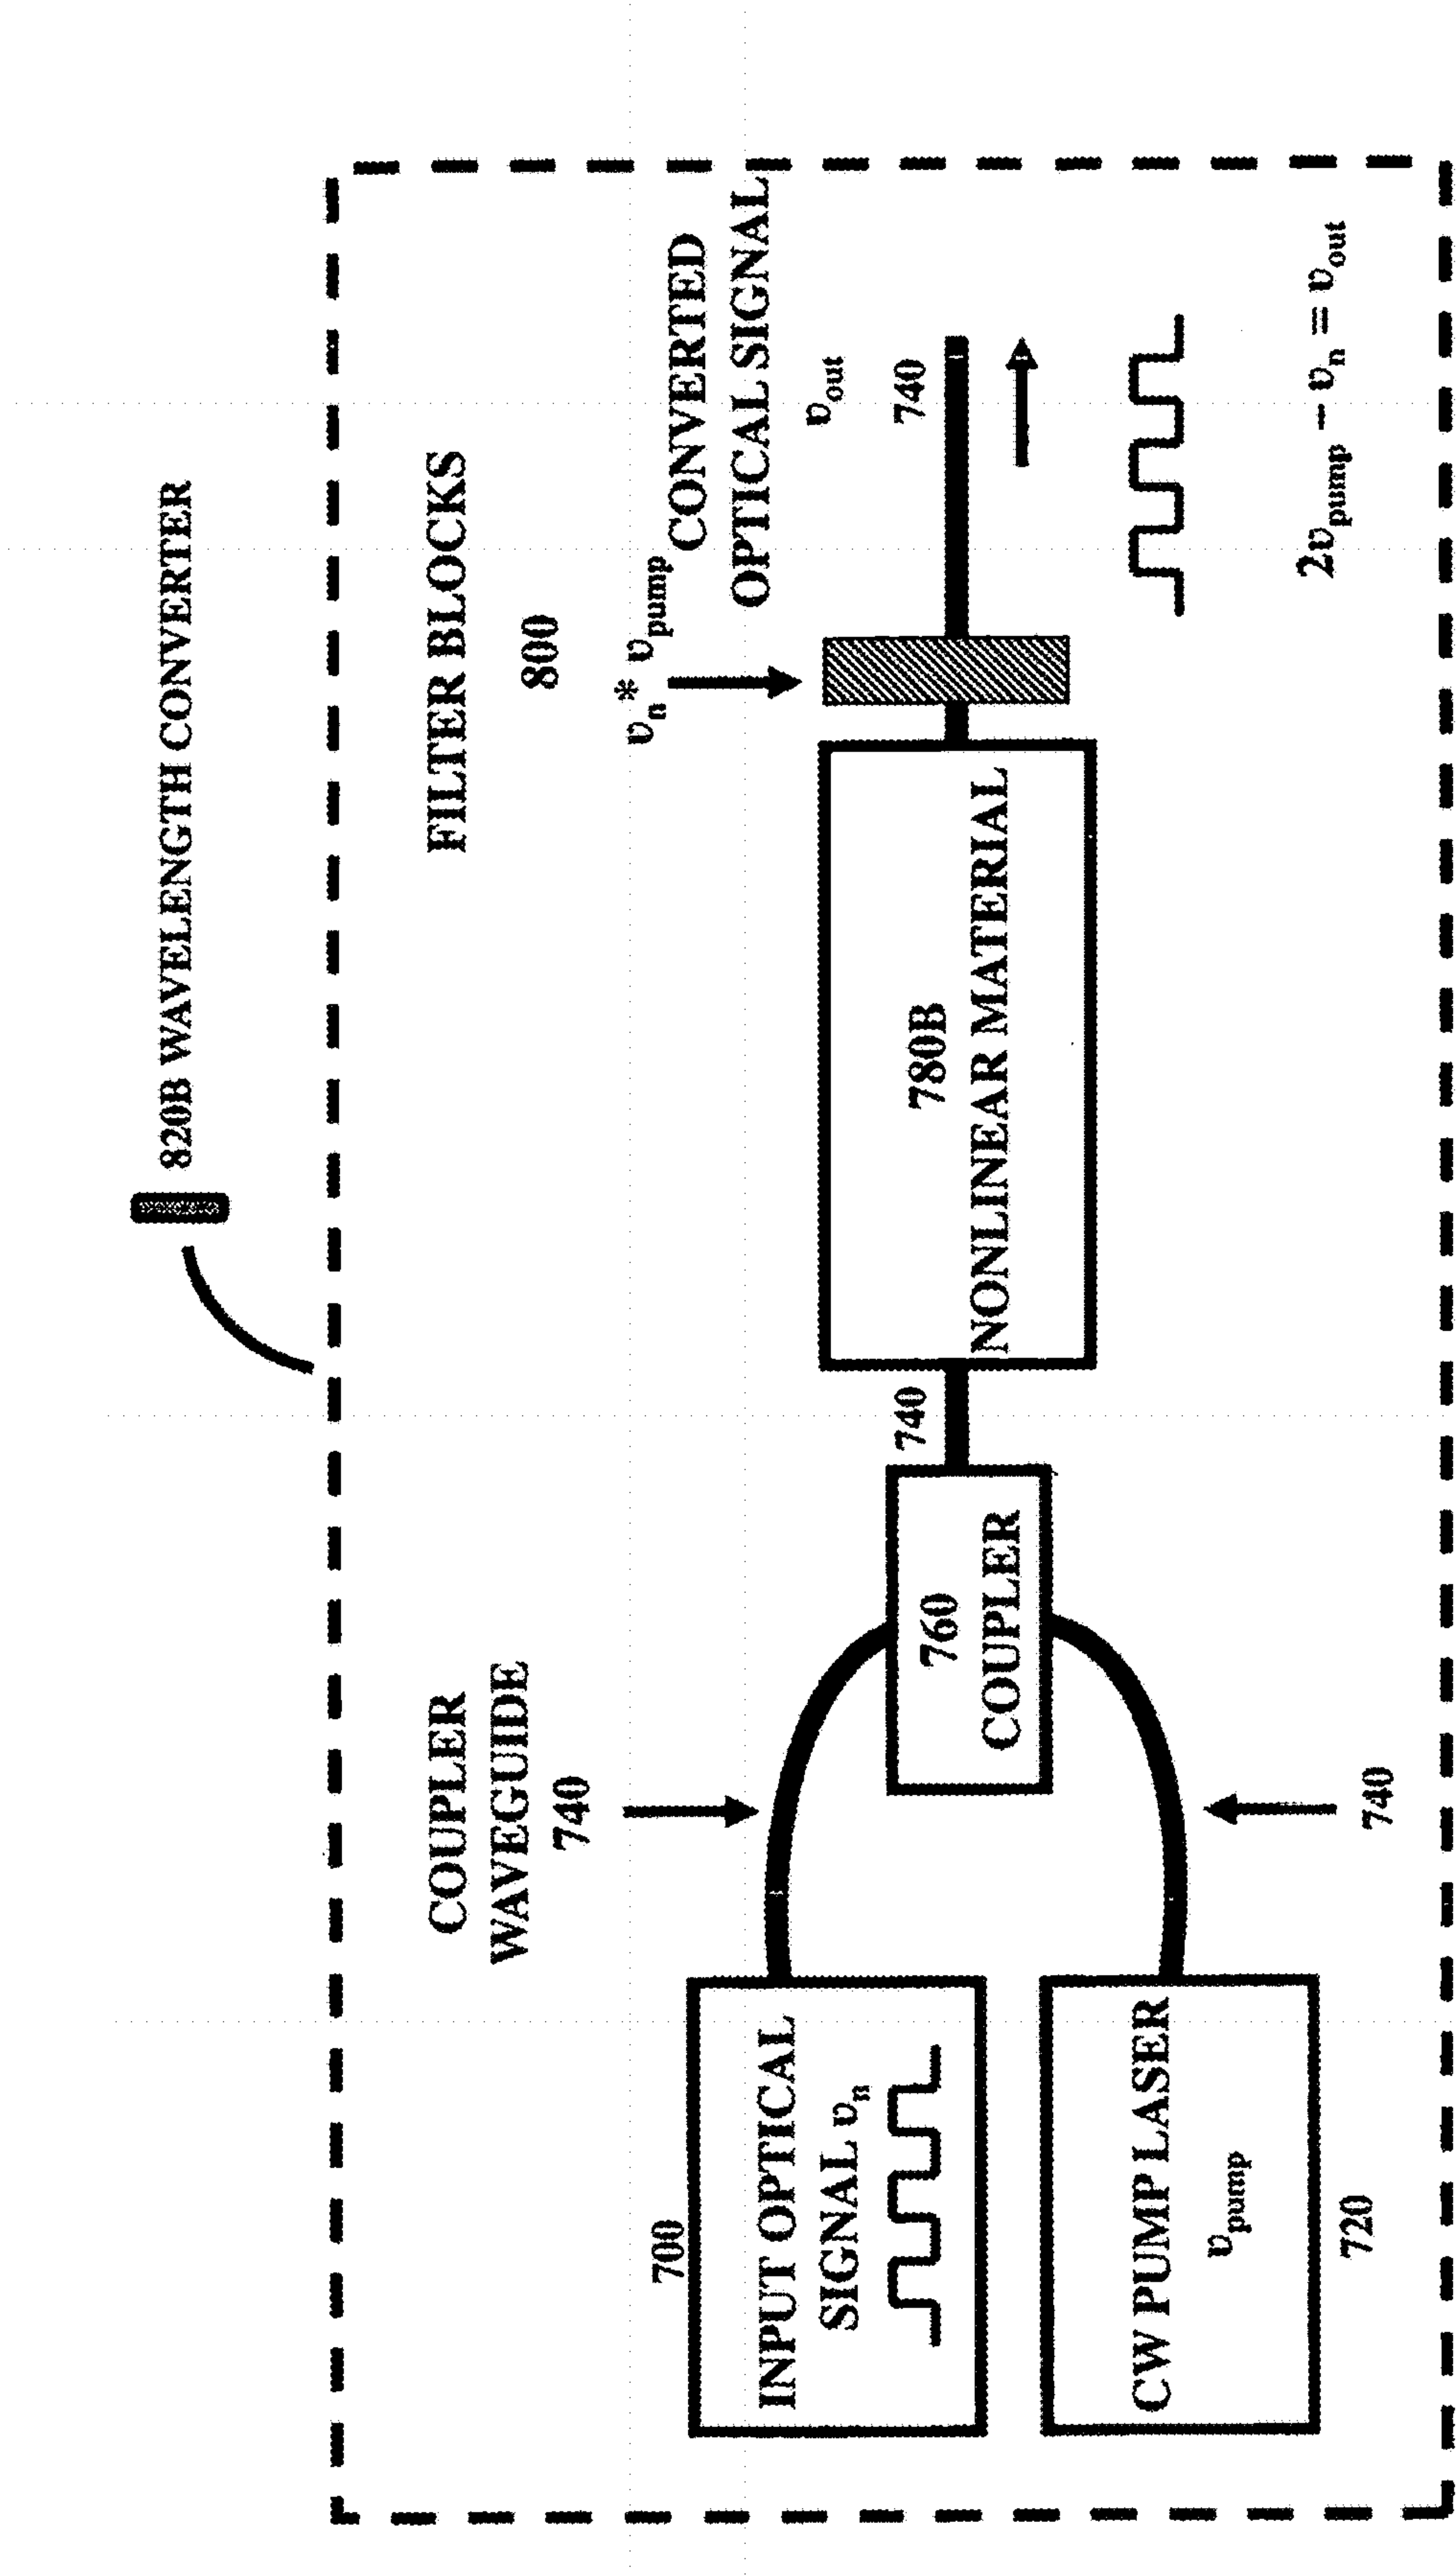 820B WAVELENGTH CONVERTER
COUPLER
WAVEGUIDE
740
FILTER BLOCKS
800
υn * υpump
CONVERTED
OPTICAL SIGNAL
υout
740
700
INPUT OPTICAL
SIGNAL υn
760
COUPLER
740
780B
NONLINEAR MATERIAL
CW PUMP LASER
υpump
720
740
2υpump − υn = υout